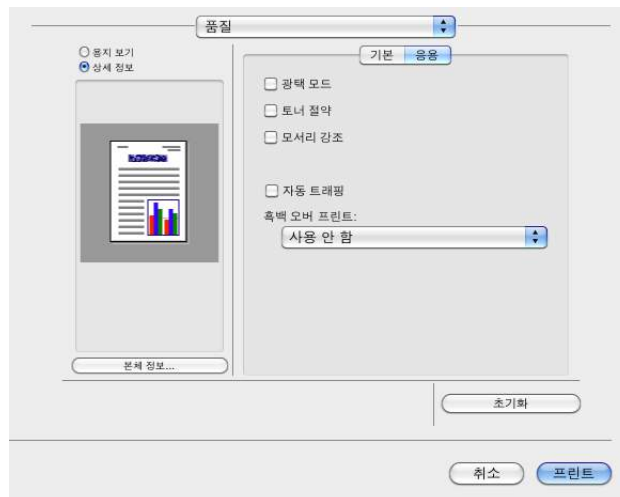 품질
용지 보기
상세 정보
본체 정보...
기본 응용
광택 모드
토너 절약
모서리 강조
자동 트래핑
흑백 오버 프린트:
사용 안 함
초기화
취소 프린트